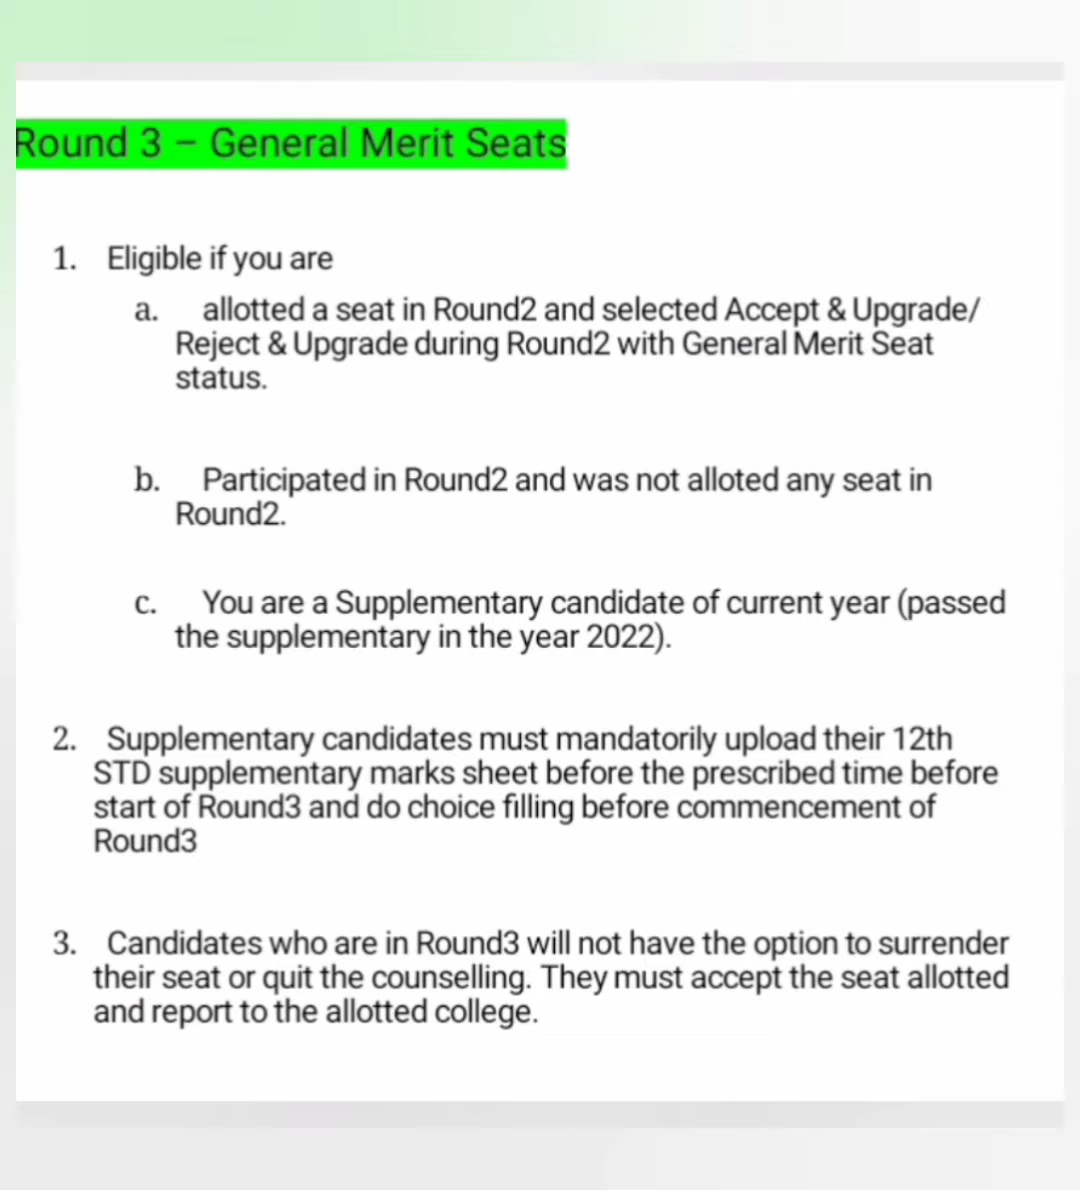 Round 3 – General Merit Seats
1. Eligible if you are
a. allotted a seat in Round2 and selected Accept & Upgrade/
Reject & Upgrade during Round2 with General Merit Seat
status.
b. Participated in Round2 and was not alloted any seat in
Round2.
c. You are a Supplementary candidate of current year (passed
the supplementary in the year 2022).
2. Supplementary candidates must mandatorily upload their 12th
STD supplementary marks sheet before the prescribed time before
start of Round3 and do choice filling before commencement of
Round3
3. Candidates who are in Round3 will not have the option to surrender
their seat or quit the counselling. They must accept the seat allotted
and report to the allotted college.